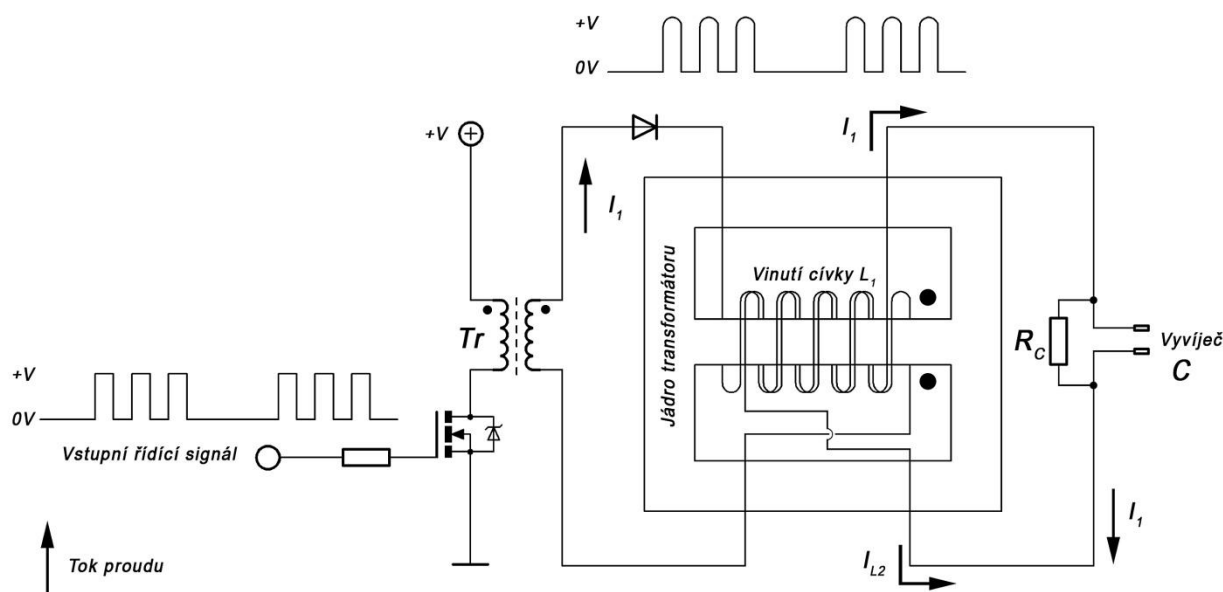 +V
0V
+V
I1
I1
Jádro transformátoru
Vinutí cívky L1
Tr
RC
Vyvíječ
C
+V
0V
Vstupní řídící signál
I1
Tok proudu
IL2